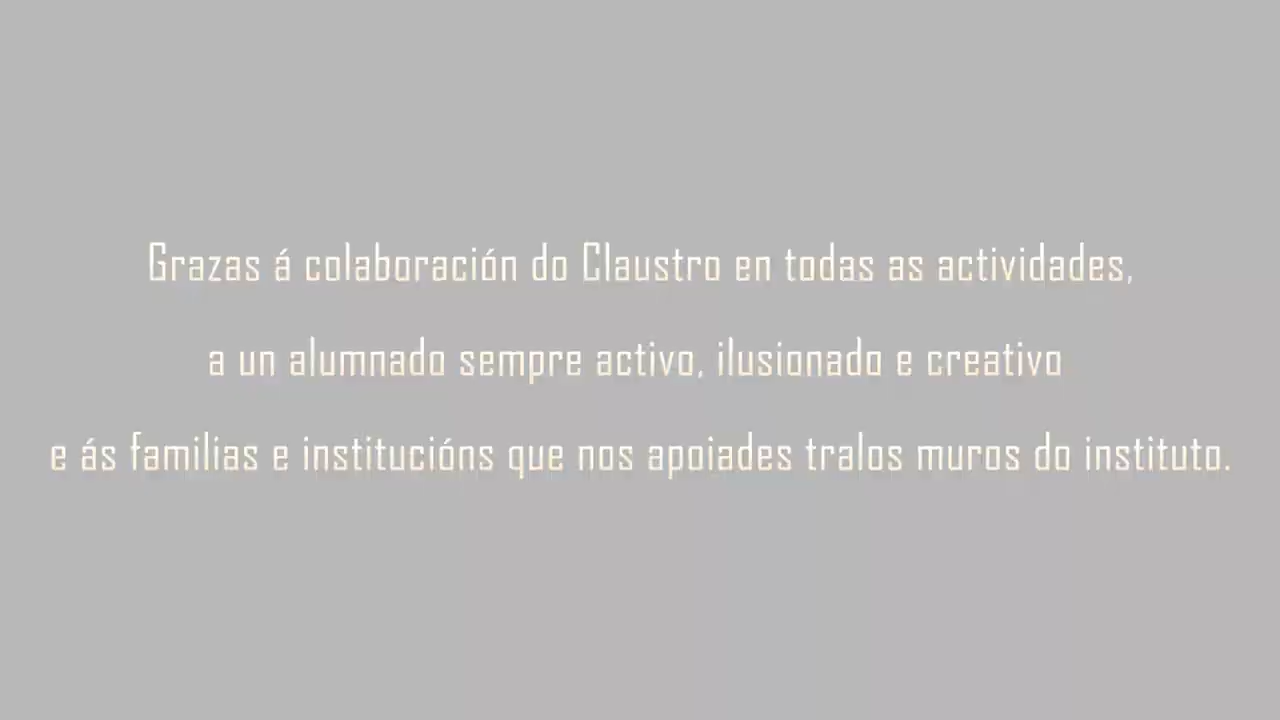 Grazas á colaboración do Claustro en todas as actividades,
a un alumnado sempre activo, ilusionado e creativo
e ás familias e institucións que nos apoiades tralos muros do instituto.